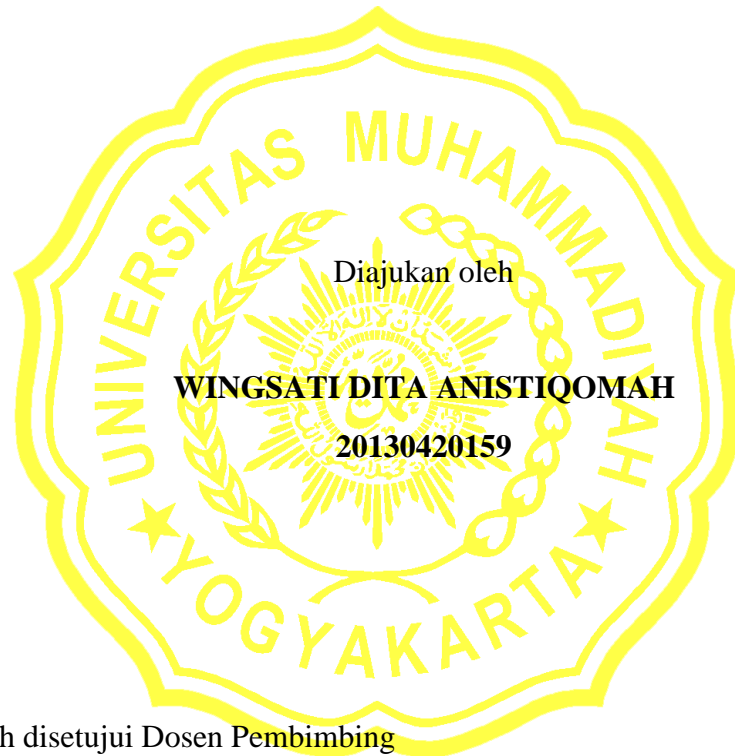 UNIVERSITAS MUHAMMADIYAH
Diajukan oleh
WINGSATI DITA ANISTIQOMAH
20130420159
★ YOGYAKARTA ★
h disetujui Dosen Pembimbing